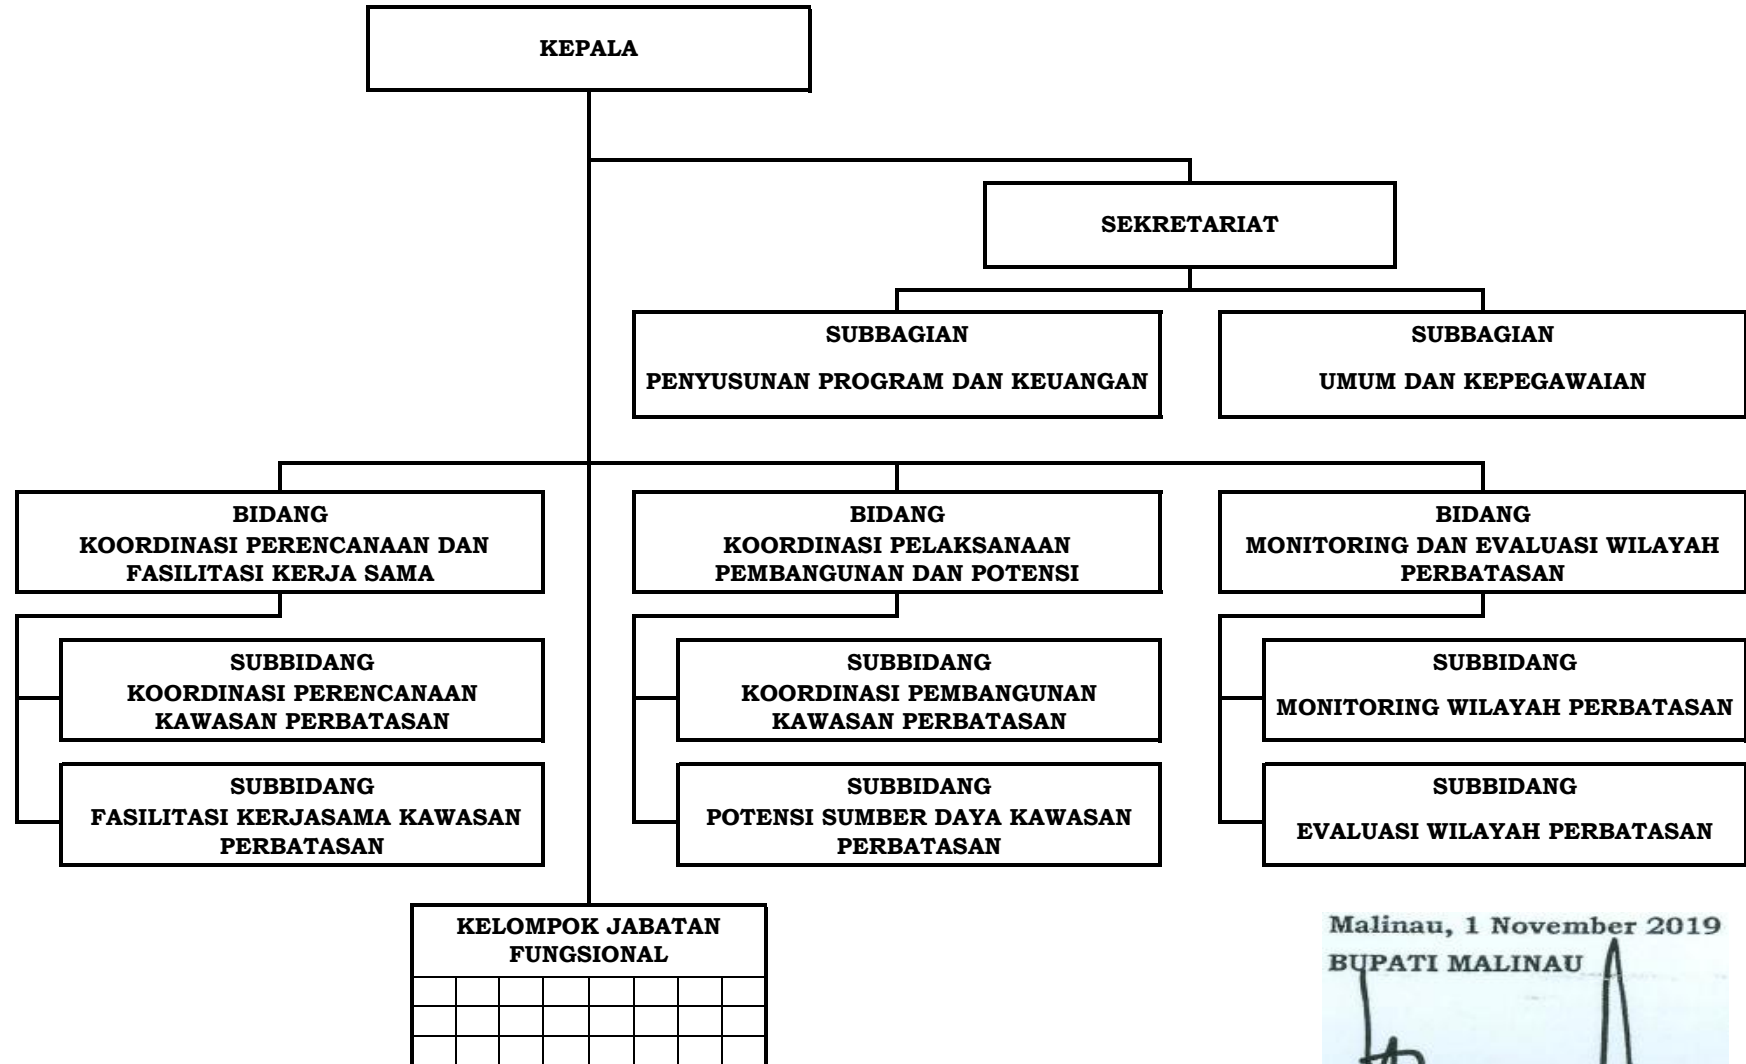 KEPALA
SEKRETARIAT
SUBBAGIAN
PENYUSUNAN PROGRAM DAN KEUANGAN
SUBBAGIAN
UMUM DAN KEPEGAWAIAN
BIDANG
KOORDINASI PERENCANAAN DAN
FASILITASI KERJA SAMA
BIDANG
KOORDINASI PELAKSANAAN
PEMBANGUNAN DAN POTENSI
BIDANG
MONITORING DAN EVALUASI WILAYAH
PERBATASAN
SUBBIDANG
KOORDINASI PERENCANAAN
KAWASAN PERBATASAN
SUBBIDANG
FASILITASI KERJASAMA KAWASAN
PERBATASAN
SUBBIDANG
KOORDINASI PEMBANGUNAN
KAWASAN PERBATASAN
SUBBIDANG
POTENSI SUMBER DAYA KAWASAN
PERBATASAN
SUBBIDANG
MONITORING WILAYAH PERBATASAN
SUBBIDANG
EVALUASI WILAYAH PERBATASAN
KELOMPOK JABATAN
FUNGSIONAL
Malinau, 1 November 2019
BUPATI MALINAU